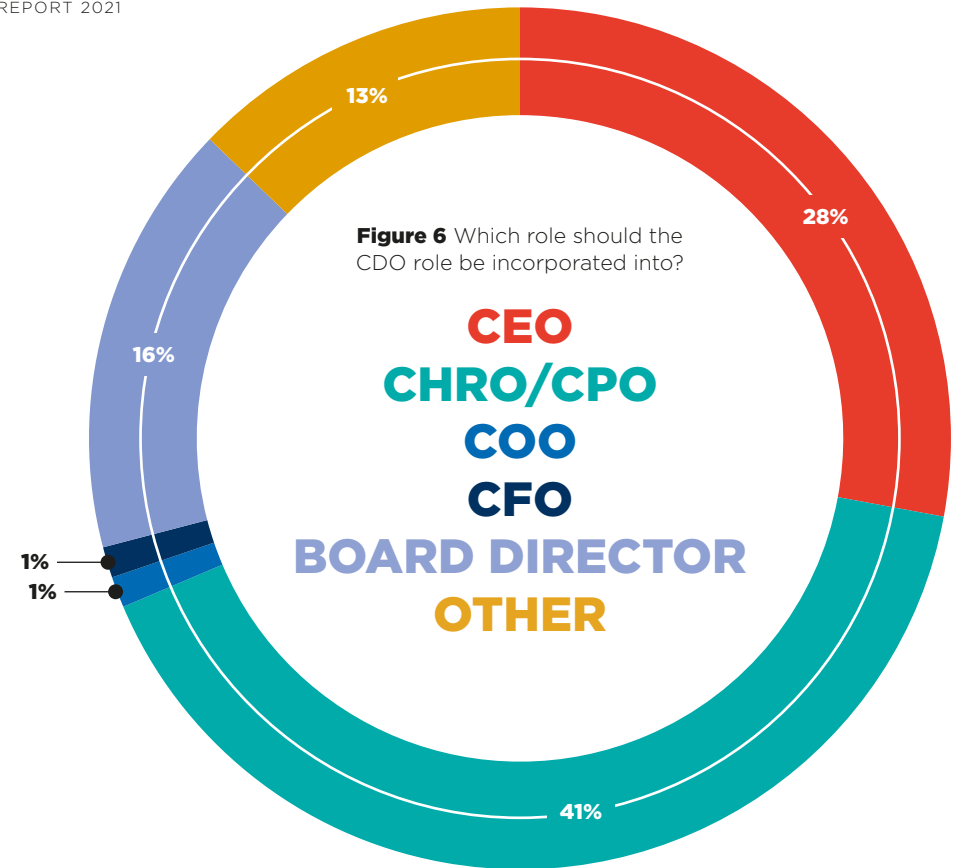 REPORT 2021
13%
28%
Figure 6 Which role should the
CDO role be incorporated into?
CEO
CHRO/CPO
COO
CFO
BOARD DIRECTOR
OTHER
16%
1%
1%
41%